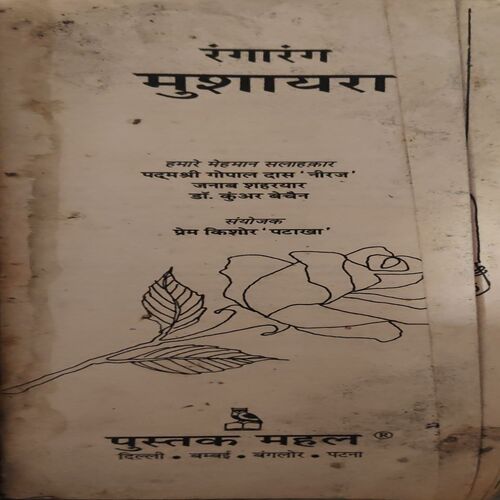 रंगारंग
मुशायरा
हमारे मेहमान सलाहकार
पद्मश्री गोपाल दास 'नीरज'
जनाब शहरयार
डॉ. कुंअर बेचैन
संयोजक
प्रेम किशोर 'पटाखा'
पुस्तक महल ®
दिल्ली • बम्बई • बंगलोर • पटना